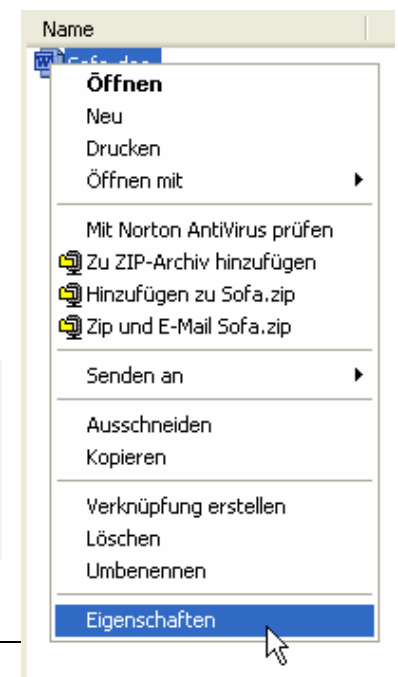 Name
Öffnen
Neu
Drucken
Öffnen mit
Mit Norton AntiVirus prüfen
Zu ZIP-Archiv hinzufügen
Hinzufügen zu Sofa.zip
Zip und E-Mail Sofa.zip
Senden an
Ausschneiden
Kopieren
Verknüpfung erstellen
Löschen
Umbenennen
Eigenschaften